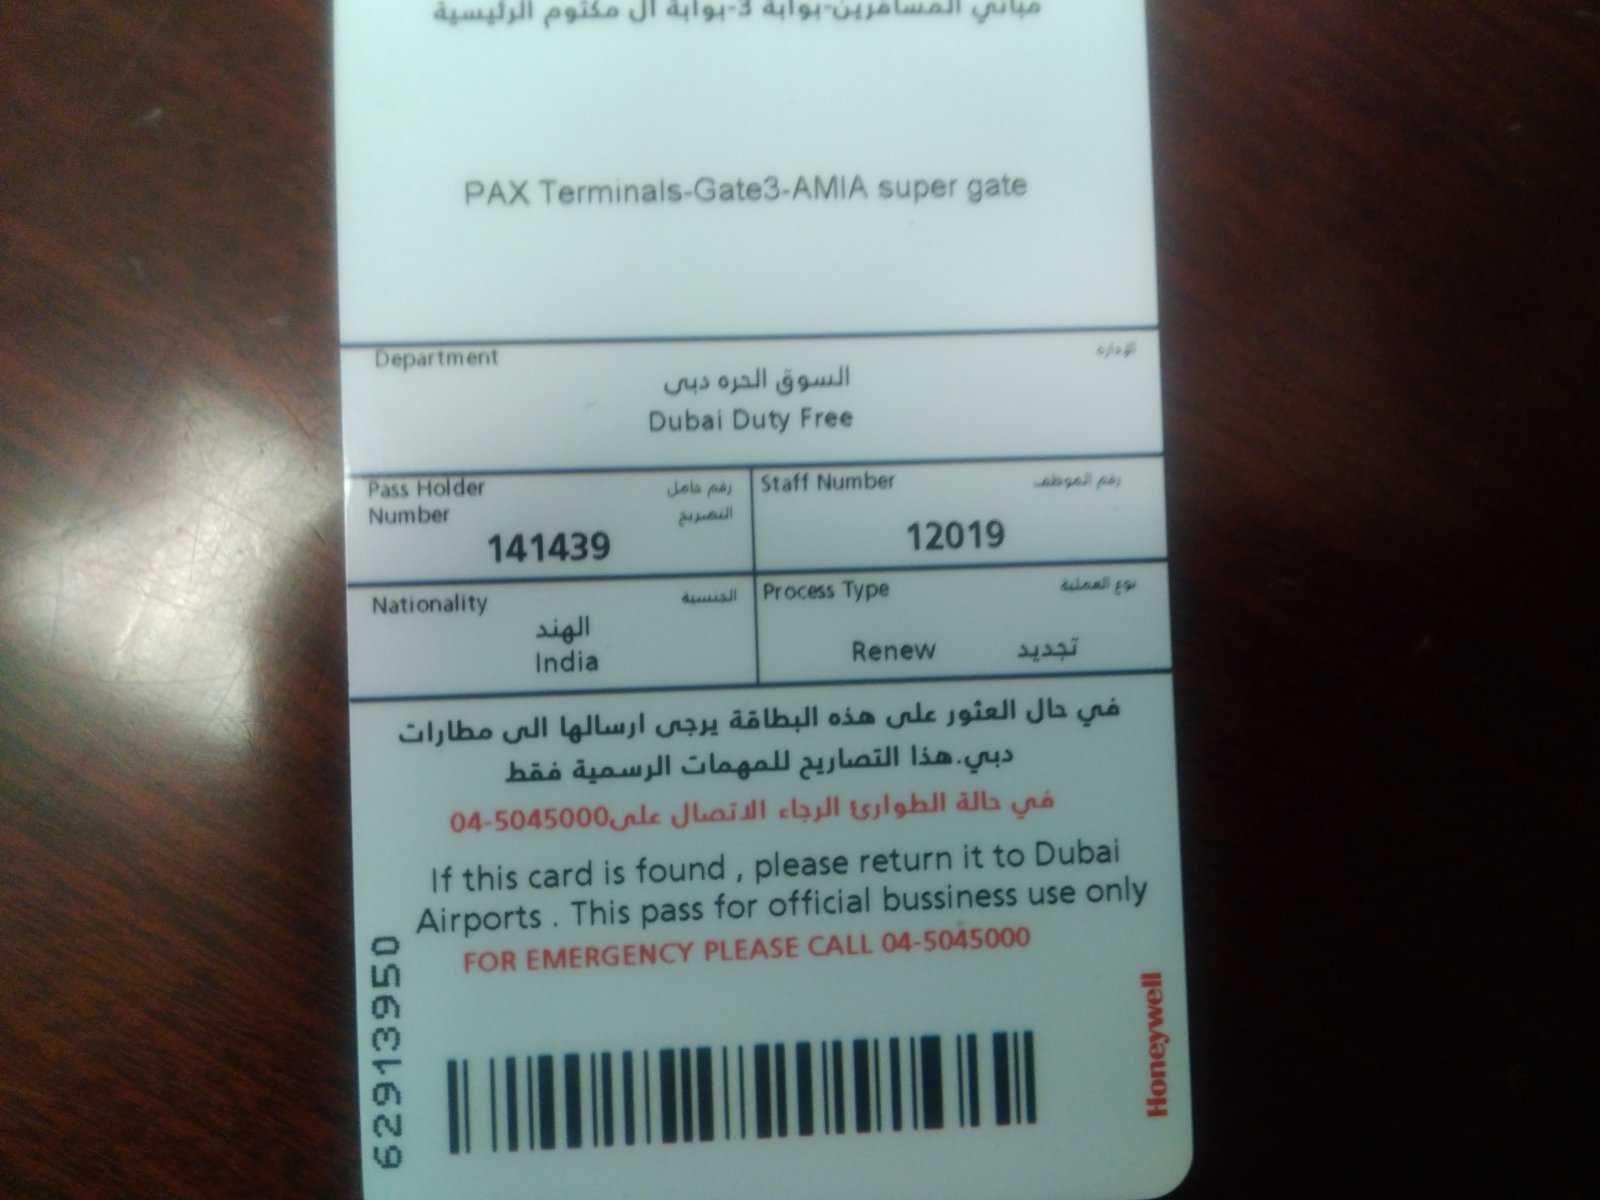 مباني المسافرين-بوابة 3-بوابة آل مكتوم الرئيسية
PAX Terminals-Gate3-AMIA super gate
Department الإدارة
السوق الحره دبي
Dubai Duty Free
Pass Holder رقم حامل
Number التصريح
141439
Staff Number رقم الموظف
12019
Nationality الجنسية
الهند
India
Process Type نوع العملية
Renew تجديد
في حال العثور على هذه البطاقة يرجى ارسالها الى مطارات
دبي.هذا التصاريح للمهمات الرسمية فقط
في حالة الطوارئ الرجاء الاتصال على04-5045000
If this card is found , please return it to Dubai
Airports . This pass for official bussiness use only
FOR EMERGENCY PLEASE CALL 04-5045000
62913950
Honeywell